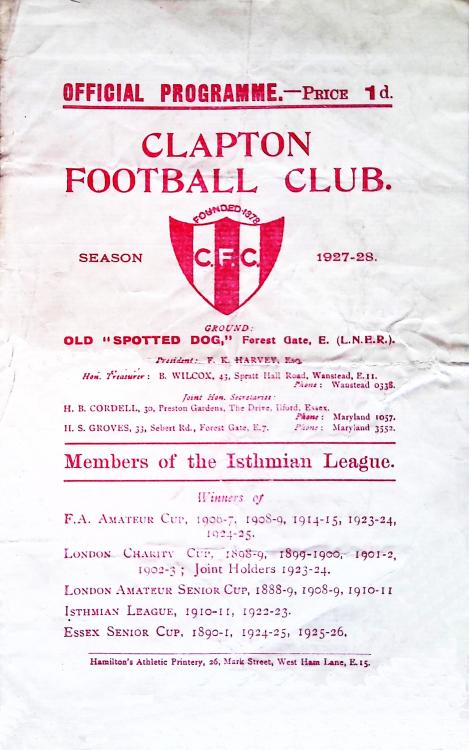 OFFICIAL PROGRAMME.—PRICE 1d.
CLAPTON
FOOTBALL CLUB.
FOUNDED 1878
C.F.C.
SEASON 1927-28.
GROUND:
OLD "SPOTTED DOG," Forest Gate, E. (L.N.E.R.).
President: F. K. HARVEY, Esq.
Hon. Treasurer: B. WILCOX, 43, Spratt Hall Road, Wanstead, E.11.
Phone: Wanstead 0338.
Joint Hon. Secretaries:
H. B. CORDELL, 30, Preston Gardens, The Drive, Ilford, Essex.
Phone: Maryland 1057.
H. S. GROVES, 33, Sebert Rd., Forest Gate, E.7. Phone: Maryland 3552.
Members of the Isthmian League.
Winners of
F.A. AMATEUR CUP, 1906-7, 1908-9, 1914-15, 1923-24,
1924-25.
LONDON CHARITY CUP, 1898-9, 1899-1900, 1901-2,
1902-3; Joint Holders 1923-24.
LONDON AMATEUR SENIOR CUP, 1888-9, 1908-9, 1910-11
ISTHMIAN LEAGUE, 1910-11, 1922-23.
ESSEX SENIOR CUP, 1890-1, 1924-25, 1925-26.
Hamilton's Athletic Printery, 26, Mark Street, West Ham Lane, E.15.